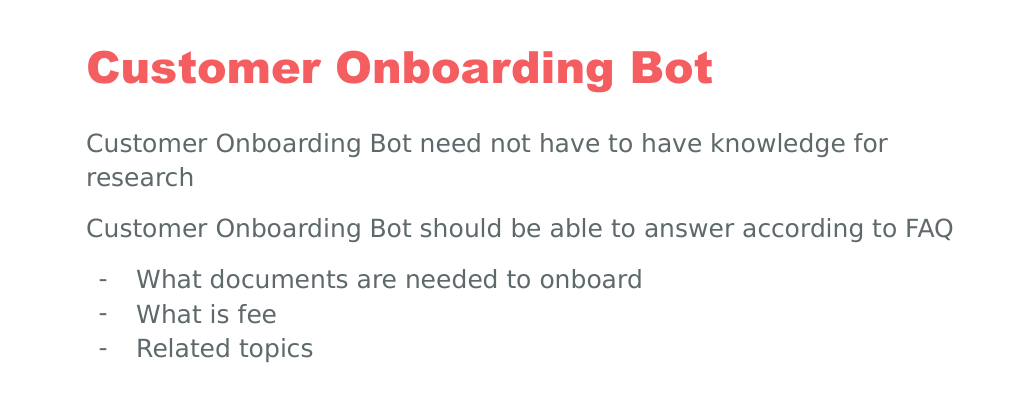 Customer Onboarding Bot
Customer Onboarding Bot need not have to have knowledge for
research
Customer Onboarding Bot should be able to answer according to FAQ
- What documents are needed to onboard
- What is fee
- Related topics